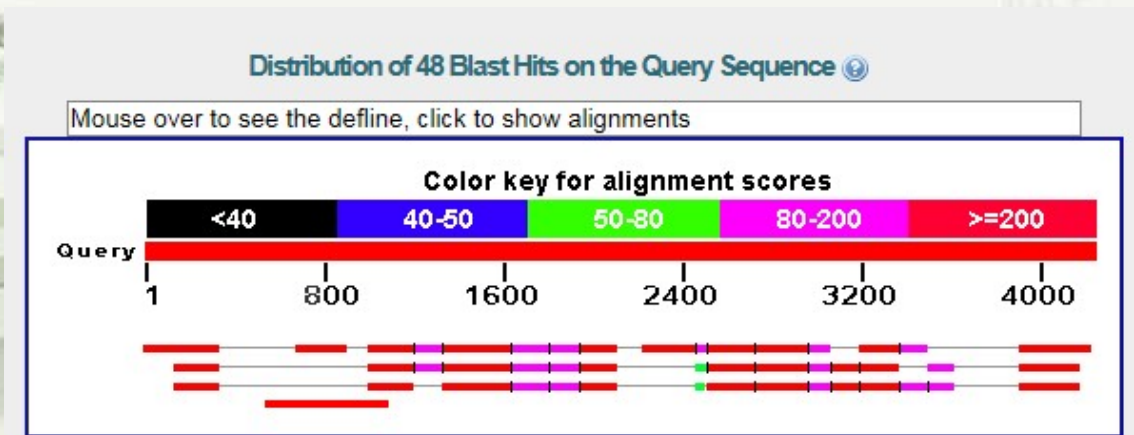 Distribution of 48 Blast Hits on the Query Sequence
Mouse over to see the defline, click to show alignments
Color key for alignment scores
<40 40-50 50-80 80-200 >=200
Query
1 800 1600 2400 3200 4000